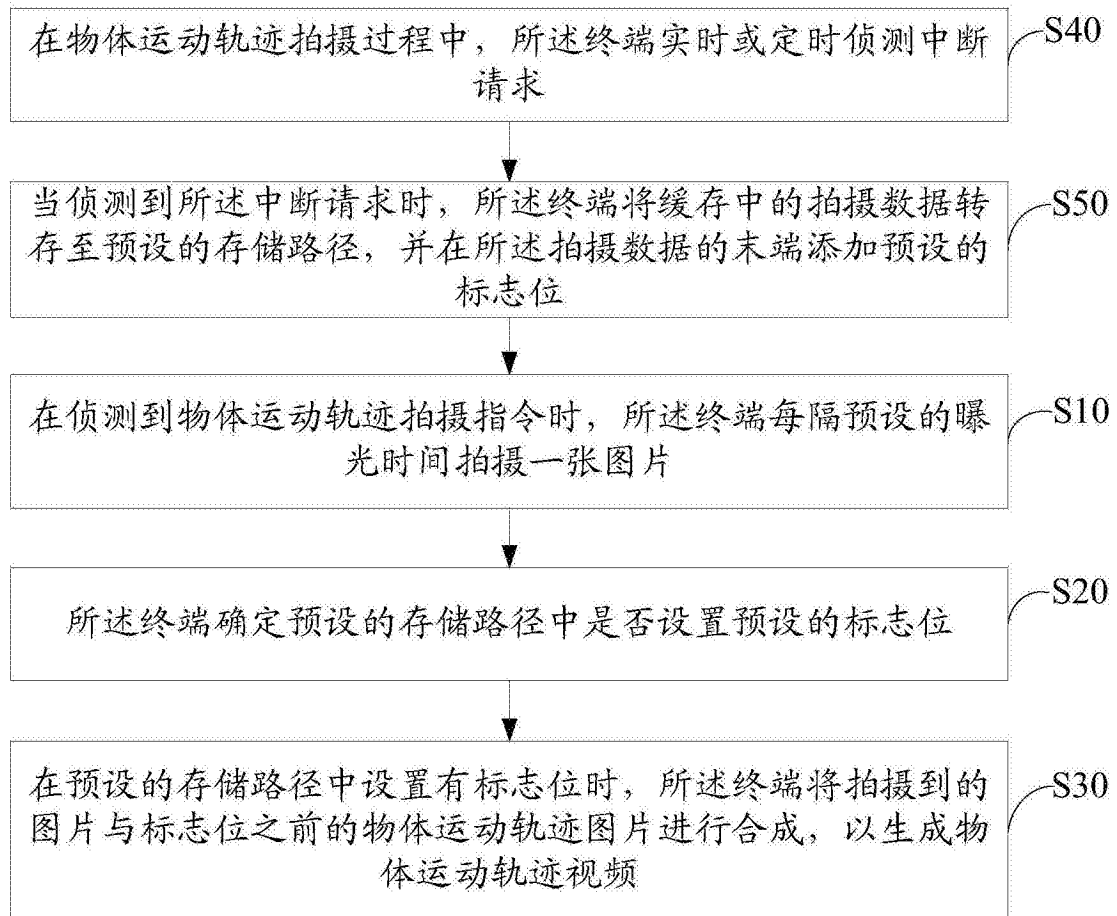 在物体运动轨迹拍摄过程中，所述终端实时或定时侦测中断
请求
S40
当侦测到所述中断请求时，所述终端将缓存中的拍摄数据转
存至预设的存储路径，并在所述拍摄数据的末端添加预设的
标志位
S50
在侦测到物体运动轨迹拍摄指令时，所述终端每隔预设的曝
光时间拍摄一张图片
S10
所述终端确定预设的存储路径中是否设置预设的标志位
S20
在预设的存储路径中设置有标志位时，所述终端将拍摄到的
图片与标志位之前的物体运动轨迹图片进行合成，以生成物
体运动轨迹视频
S30